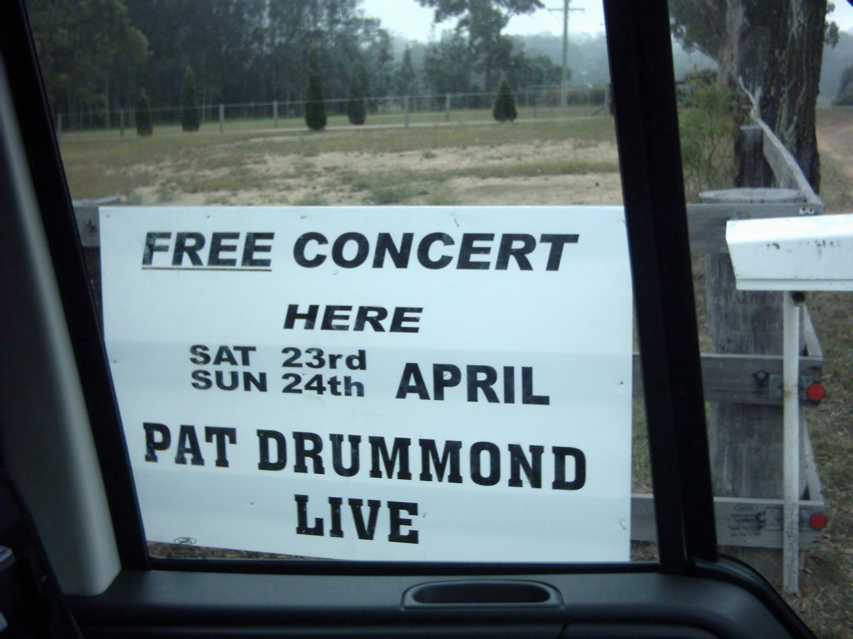 FREE CONCERT
HERE
SAT 23rd
SUN 24th APRIL
PAT DRUMMOND
LIVE